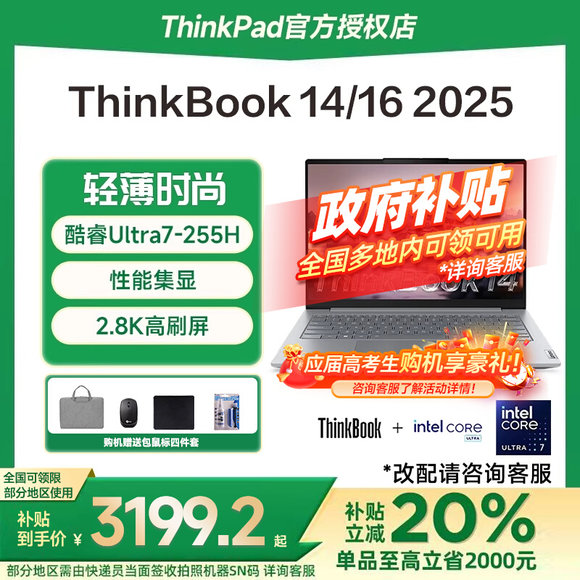 ThinkPad官方授权店
ThinkBook 14/16 2025
轻薄时尚
酷睿Ultra7-255H
性能集显
2.8K高刷屏
政府补贴
全国多地内可领可用
*详询客服
应届高考生购机享豪礼!
咨询客服了解活动详情!
购机赠送包鼠标四件套
ThinkBook + intel CORE ULTRA
intel CORE ULTRA 7
*改配请咨询客服
全国可领限
部分地区使用
补贴到手价 ¥3199.2起
补贴立减20%
单品至高立省2000元
部分地区需由快递员当面签收拍照机器SN码 详询客服